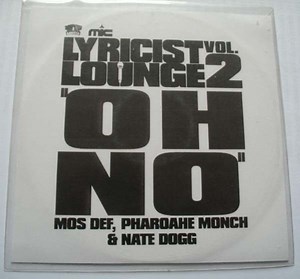 mic
LYRICIST VOL.
LOUNGE 2
"OH
NO"
MOS DEF, PHAROAHE MONCH
& NATE DOGG